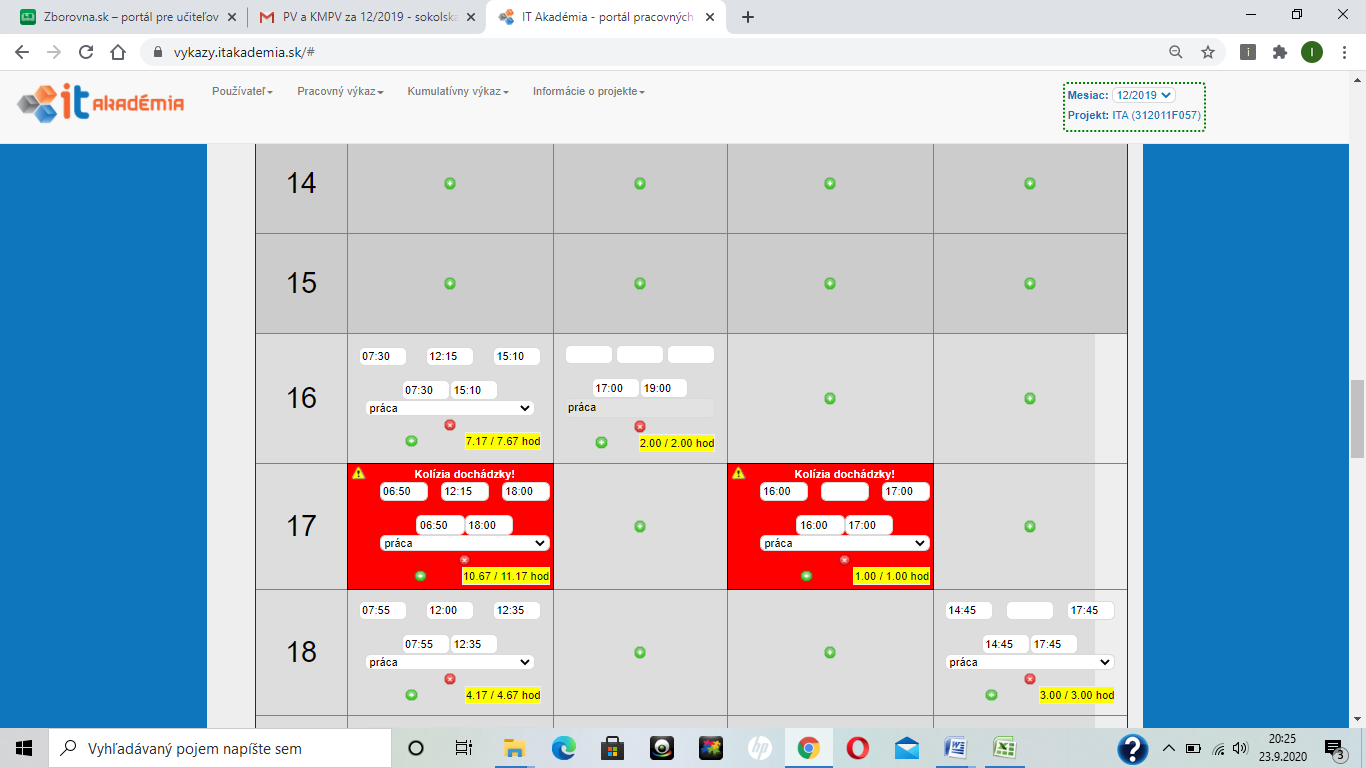 Zborovna.sk – portál pre učiteľov
PV a KMPV za 12/2019 - sokolska
IT Akadémia - portál pracovných
vykazy.itakademia.sk/#
I
it akadémia
Používateľ
Pracovný výkaz
Kumulatívny výkaz
Informácie o projekte
Mesiac: 12/2019
Projekt: ITA (312011F057)
14
15
16
07:30 12:15 15:10
07:30 15:10
práca
7.17 / 7.67 hod
17:00 19:00
práca
2.00 / 2.00 hod
17
Kolízia dochádzky!
06:50 12:15 18:00
06:50 18:00
práca
10.67 / 11.17 hod
Kolízia dochádzky!
16:00 17:00
16:00 17:00
práca
1.00 / 1.00 hod
18
07:55 12:00 12:35
07:55 12:35
práca
4.17 / 4.67 hod
14:45 17:45
14:45 17:45
práca
3.00 / 3.00 hod
Vyhľadávaný pojem napíšte sem
20:25
23.9.2020
3